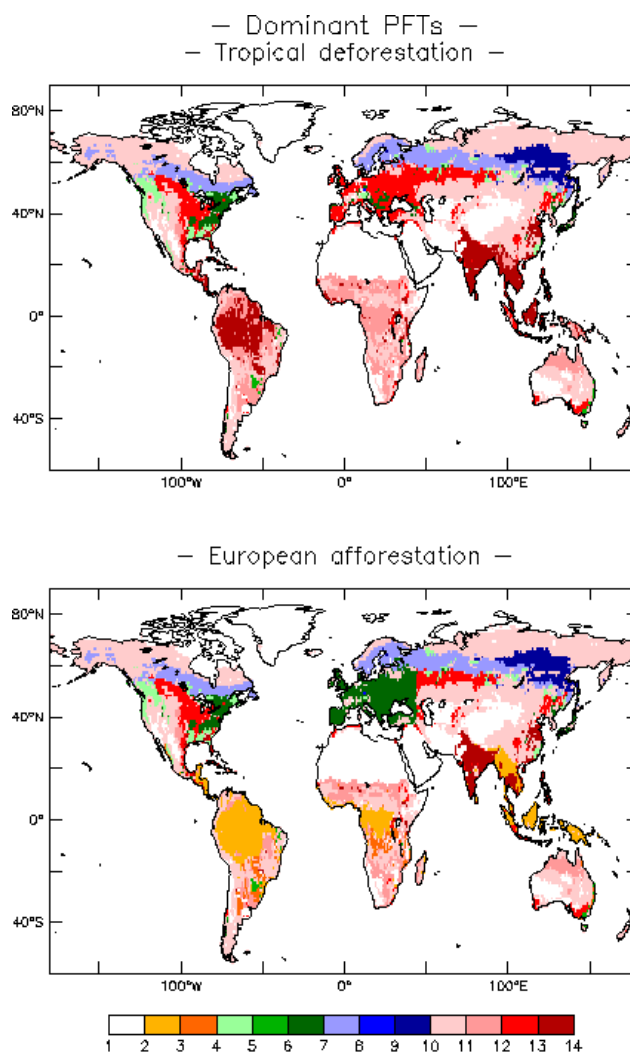 — Dominant PFTs —
— Tropical deforestation —
80°N
40°N
0°
40°S
100°W 0° 100°E
— European afforestation —
80°N
40°N
0°
40°S
100°W 0° 100°E
1 2 3 4 5 6 7 8 9 10 11 12 13 14